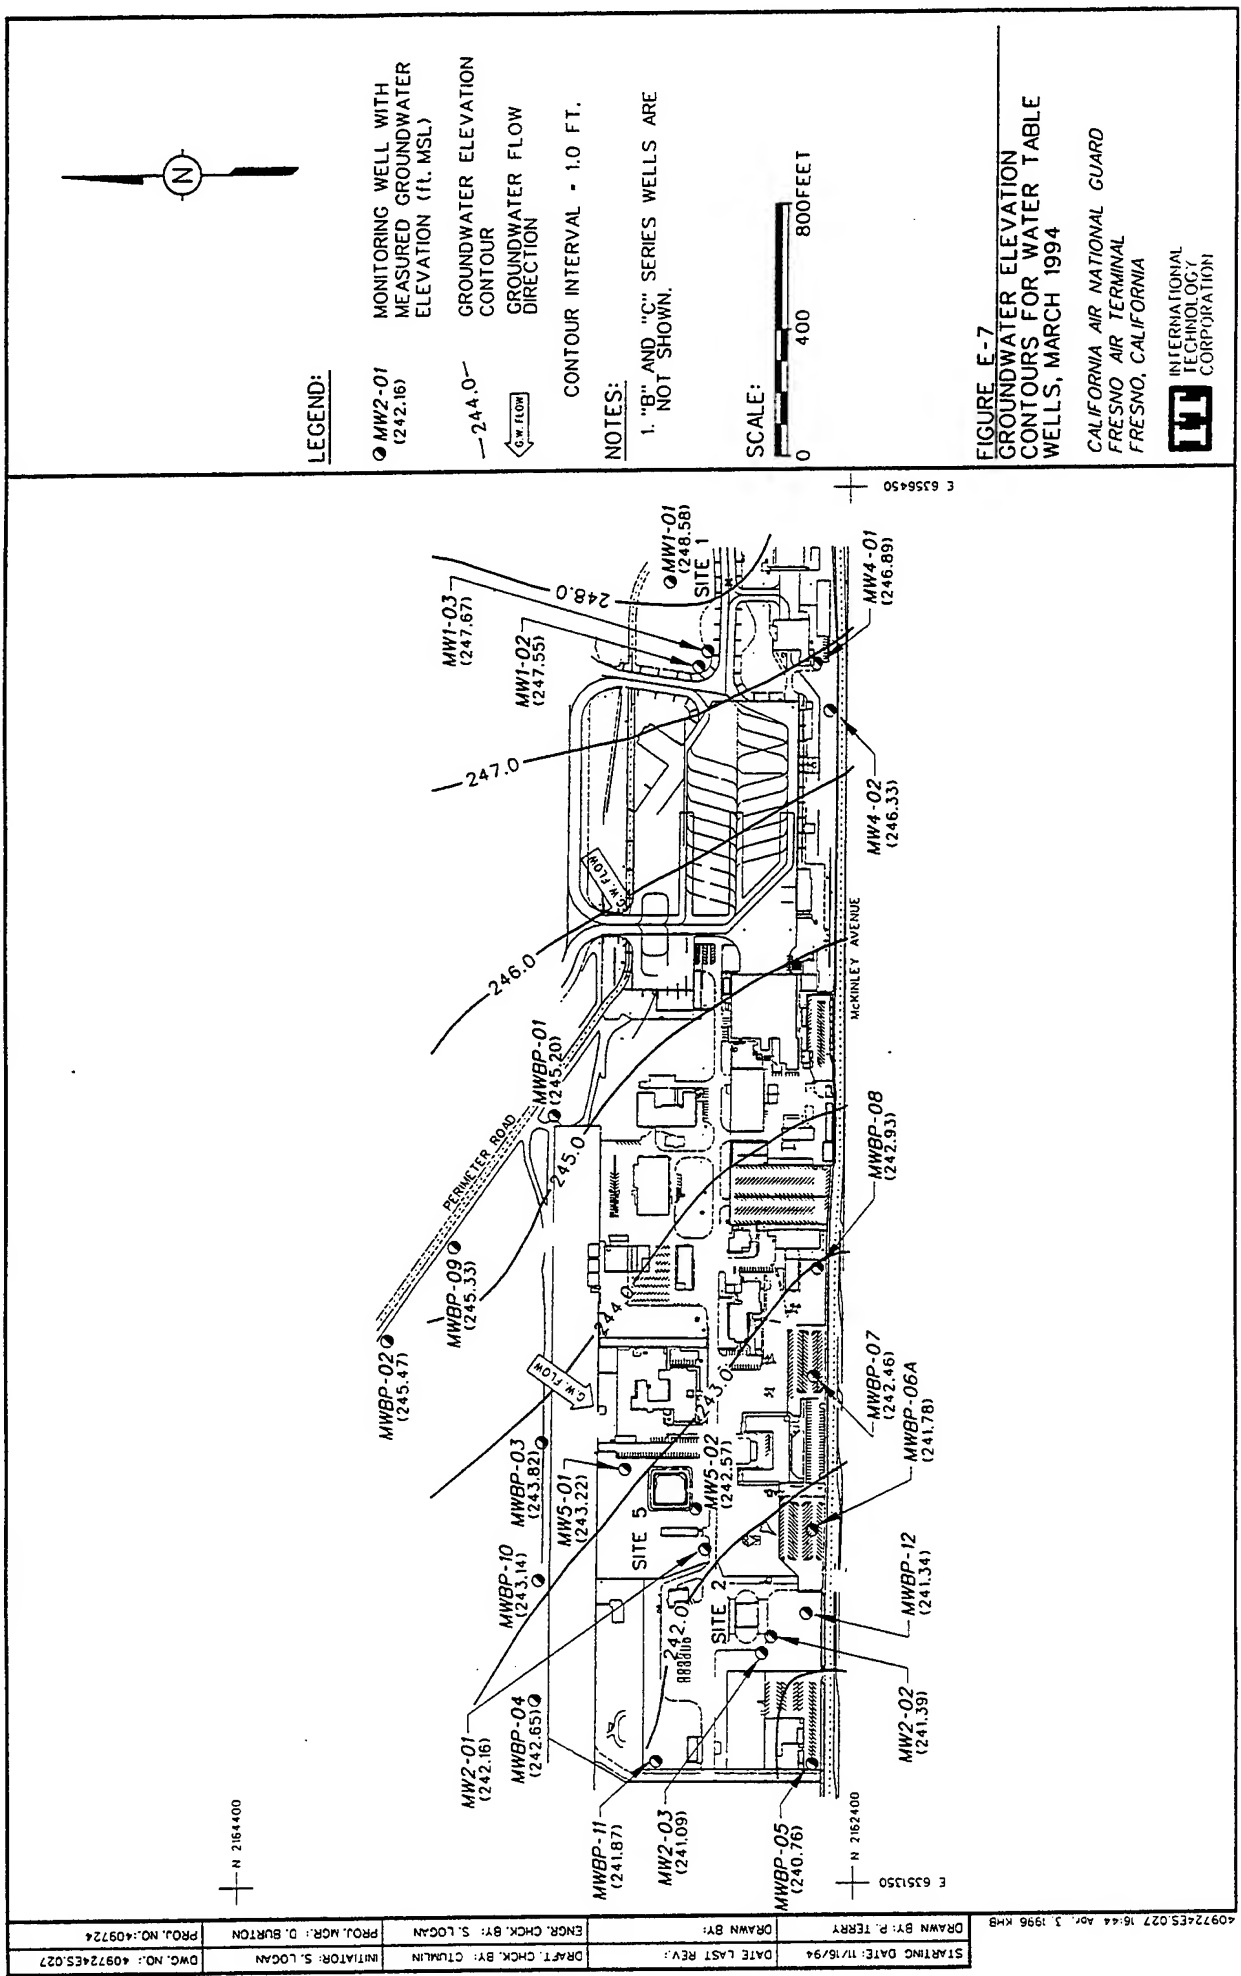 N
LEGEND:
MW2-01
(242.16)
MONITORING WELL WITH
MEASURED GROUNDWATER
ELEVATION (ft. MSL)
244.0
GROUNDWATER ELEVATION
CONTOUR
G.W. FLOW
GROUNDWATER FLOW
DIRECTION
CONTOUR INTERVAL = 1.0 FT.
NOTES:
1. "B" AND "C" SERIES WELLS ARE
NOT SHOWN.
SCALE:
0 400 800FEET
FIGURE E-7
GROUNDWATER ELEVATION
CONTOURS FOR WATER TABLE
WELLS, MARCH 1994
CALIFORNIA AIR NATIONAL GUARD
FRESNO AIR TERMINAL
FRESNO, CALIFORNIA
INTERNATIONAL
TECHNOLOGY
CORPORATION
E 6356450
MW1-01
(248.58)
SITE 1
248.0
MW1-03
(247.67)
MW1-02
(247.55)
MW4-01
(246.89)
247.0
MW4-02
(246.33)
G.W. FLOW
246.0
McKINLEY AVENUE
MWBP-01
(245.20)
PERIMETER ROAD
245.0
MWBP-08
(242.93)
MWBP-09
(245.33)
244.0
MWBP-02
(245.47)
G.W. FLOW
243.0
MWBP-07
(242.46)
MWBP-06A
(241.78)
MWBP-03
(243.82)
MW5-01
(243.22)
MW5-02
(242.57)
SITE 5
MWBP-10
(243.14)
SITE 2
MWBP-12
(241.34)
242.0
MW2-01
(242.16)
MWBP-04
(242.65)
MW2-02
(241.39)
MWBP-11
(241.87)
MW2-03
(241.09)
MWBP-05
(240.76)
N 2164400
N 2162400
E 6351350
STARTING DATE: 11/16/94
DRAWN BY: P. TERRY
DATE LAST REV.:
DRAWN BY:
DRAFT. CHCK. BY: C.TUMLIN
ENGR. CHCK. BY: S. LOGAN
INITIATOR: S. LOGAN
PROJ. MGR.: D. BURTON
DWG. NO.: 409724ES.027
PROJ. NO.:409724
409724ES.027 16:44 Apr. 3, 1996 KHB